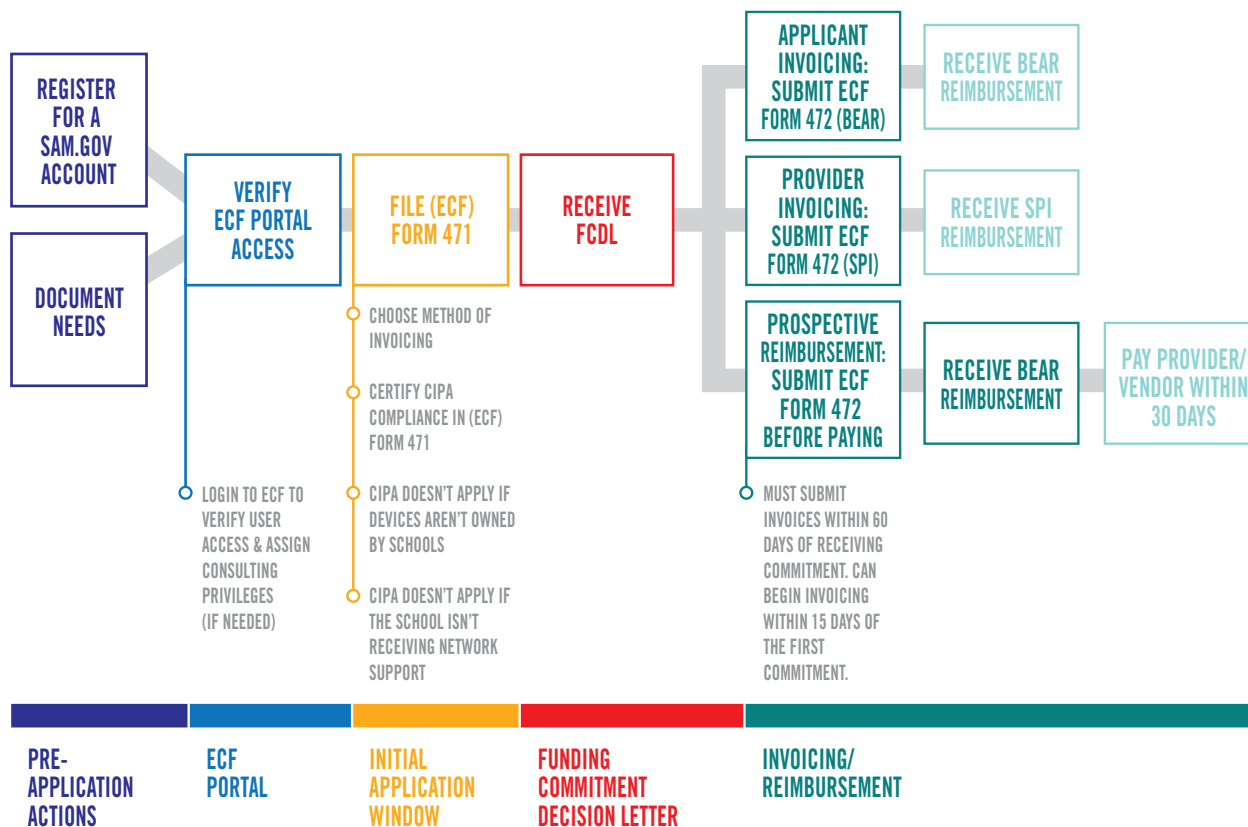 REGISTER
FOR A
SAM.GOV
ACCOUNT
DOCUMENT
NEEDS
VERIFY
ECF PORTAL
ACCESS
LOGIN TO ECF TO
VERIFY USER
ACCESS & ASSIGN
CONSULTING
PRIVILEGES
(IF NEEDED)
FILE (ECF)
FORM 471
CHOOSE METHOD OF
INVOICING
CERTIFY CIPA
COMPLIANCE IN (ECF)
FORM 471
CIPA DOESN'T APPLY IF
DEVICES AREN'T OWNED
BY SCHOOLS
CIPA DOESN'T APPLY IF
THE SCHOOL ISN'T
RECEIVING NETWORK
SUPPORT
RECEIVE
FCDL
APPLICANT
INVOICING:
SUBMIT ECF
FORM 472 (BEAR)
RECEIVE BEAR
REIMBURSEMENT
PROVIDER
INVOICING:
SUBMIT ECF
FORM 472 (SPI)
RECEIVE SPI
REIMBURSEMENT
PROSPECTIVE
REIMBURSEMENT:
SUBMIT ECF
FORM 472
BEFORE PAYING
RECEIVE BEAR
REIMBURSEMENT
PAY PROVIDER/
VENDOR WITHIN
30 DAYS
MUST SUBMIT
INVOICES WITHIN 60
DAYS OF RECEIVING
COMMITMENT. CAN
BEGIN INVOICING
WITHIN 15 DAYS OF
THE FIRST
COMMITMENT.
PRE-
APPLICATION
ACTIONS
ECF
PORTAL
INITIAL
APPLICATION
WINDOW
FUNDING
COMMITMENT
DECISION LETTER
INVOICING/
REIMBURSEMENT